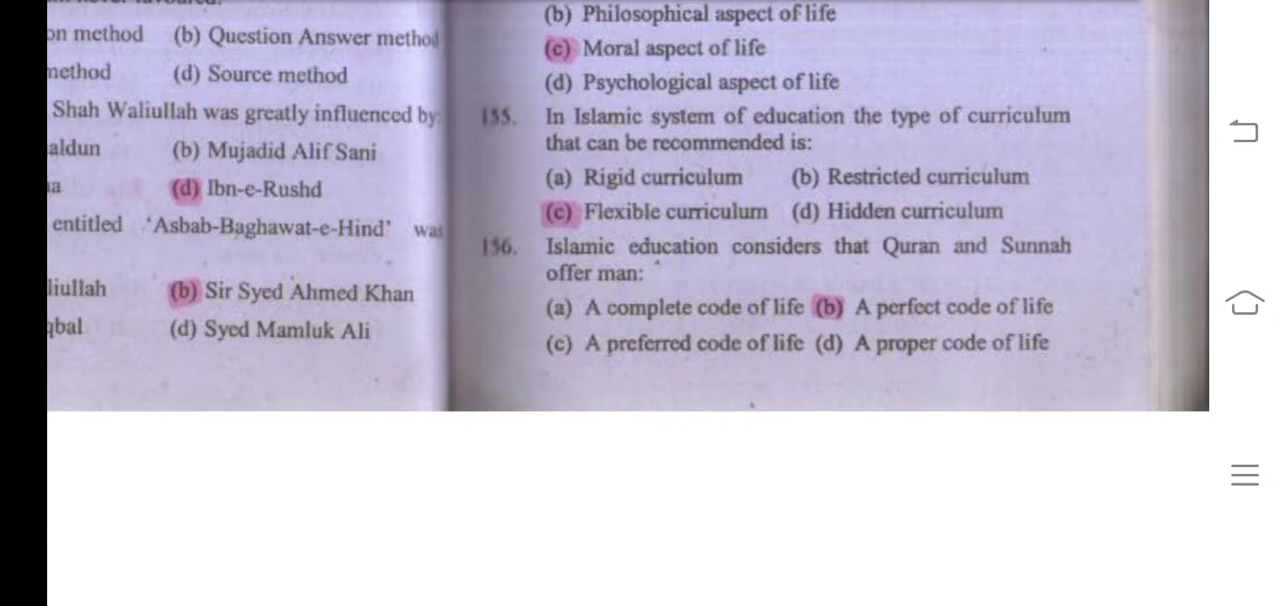 on method (b) Question Answer method
method (d) Source method
Shah Waliullah was greatly influenced by:
aldun (b) Mujadid Alif Sani
a (d) Ibn-e-Rushd
entitled 'Asbab-Baghawat-e-Hind' was
liullah (b) Sir Syed Ahmed Khan
qbal (d) Syed Mamluk Ali
(b) Philosophical aspect of life
(c) Moral aspect of life
(d) Psychological aspect of life
155. In Islamic system of education the type of curriculum
that can be recommended is:
(a) Rigid curriculum (b) Restricted curriculum
(c) Flexible curriculum (d) Hidden curriculum
156. Islamic education considers that Quran and Sunnah
offer man:
(a) A complete code of life (b) A perfect code of life
(c) A preferred code of life (d) A proper code of life